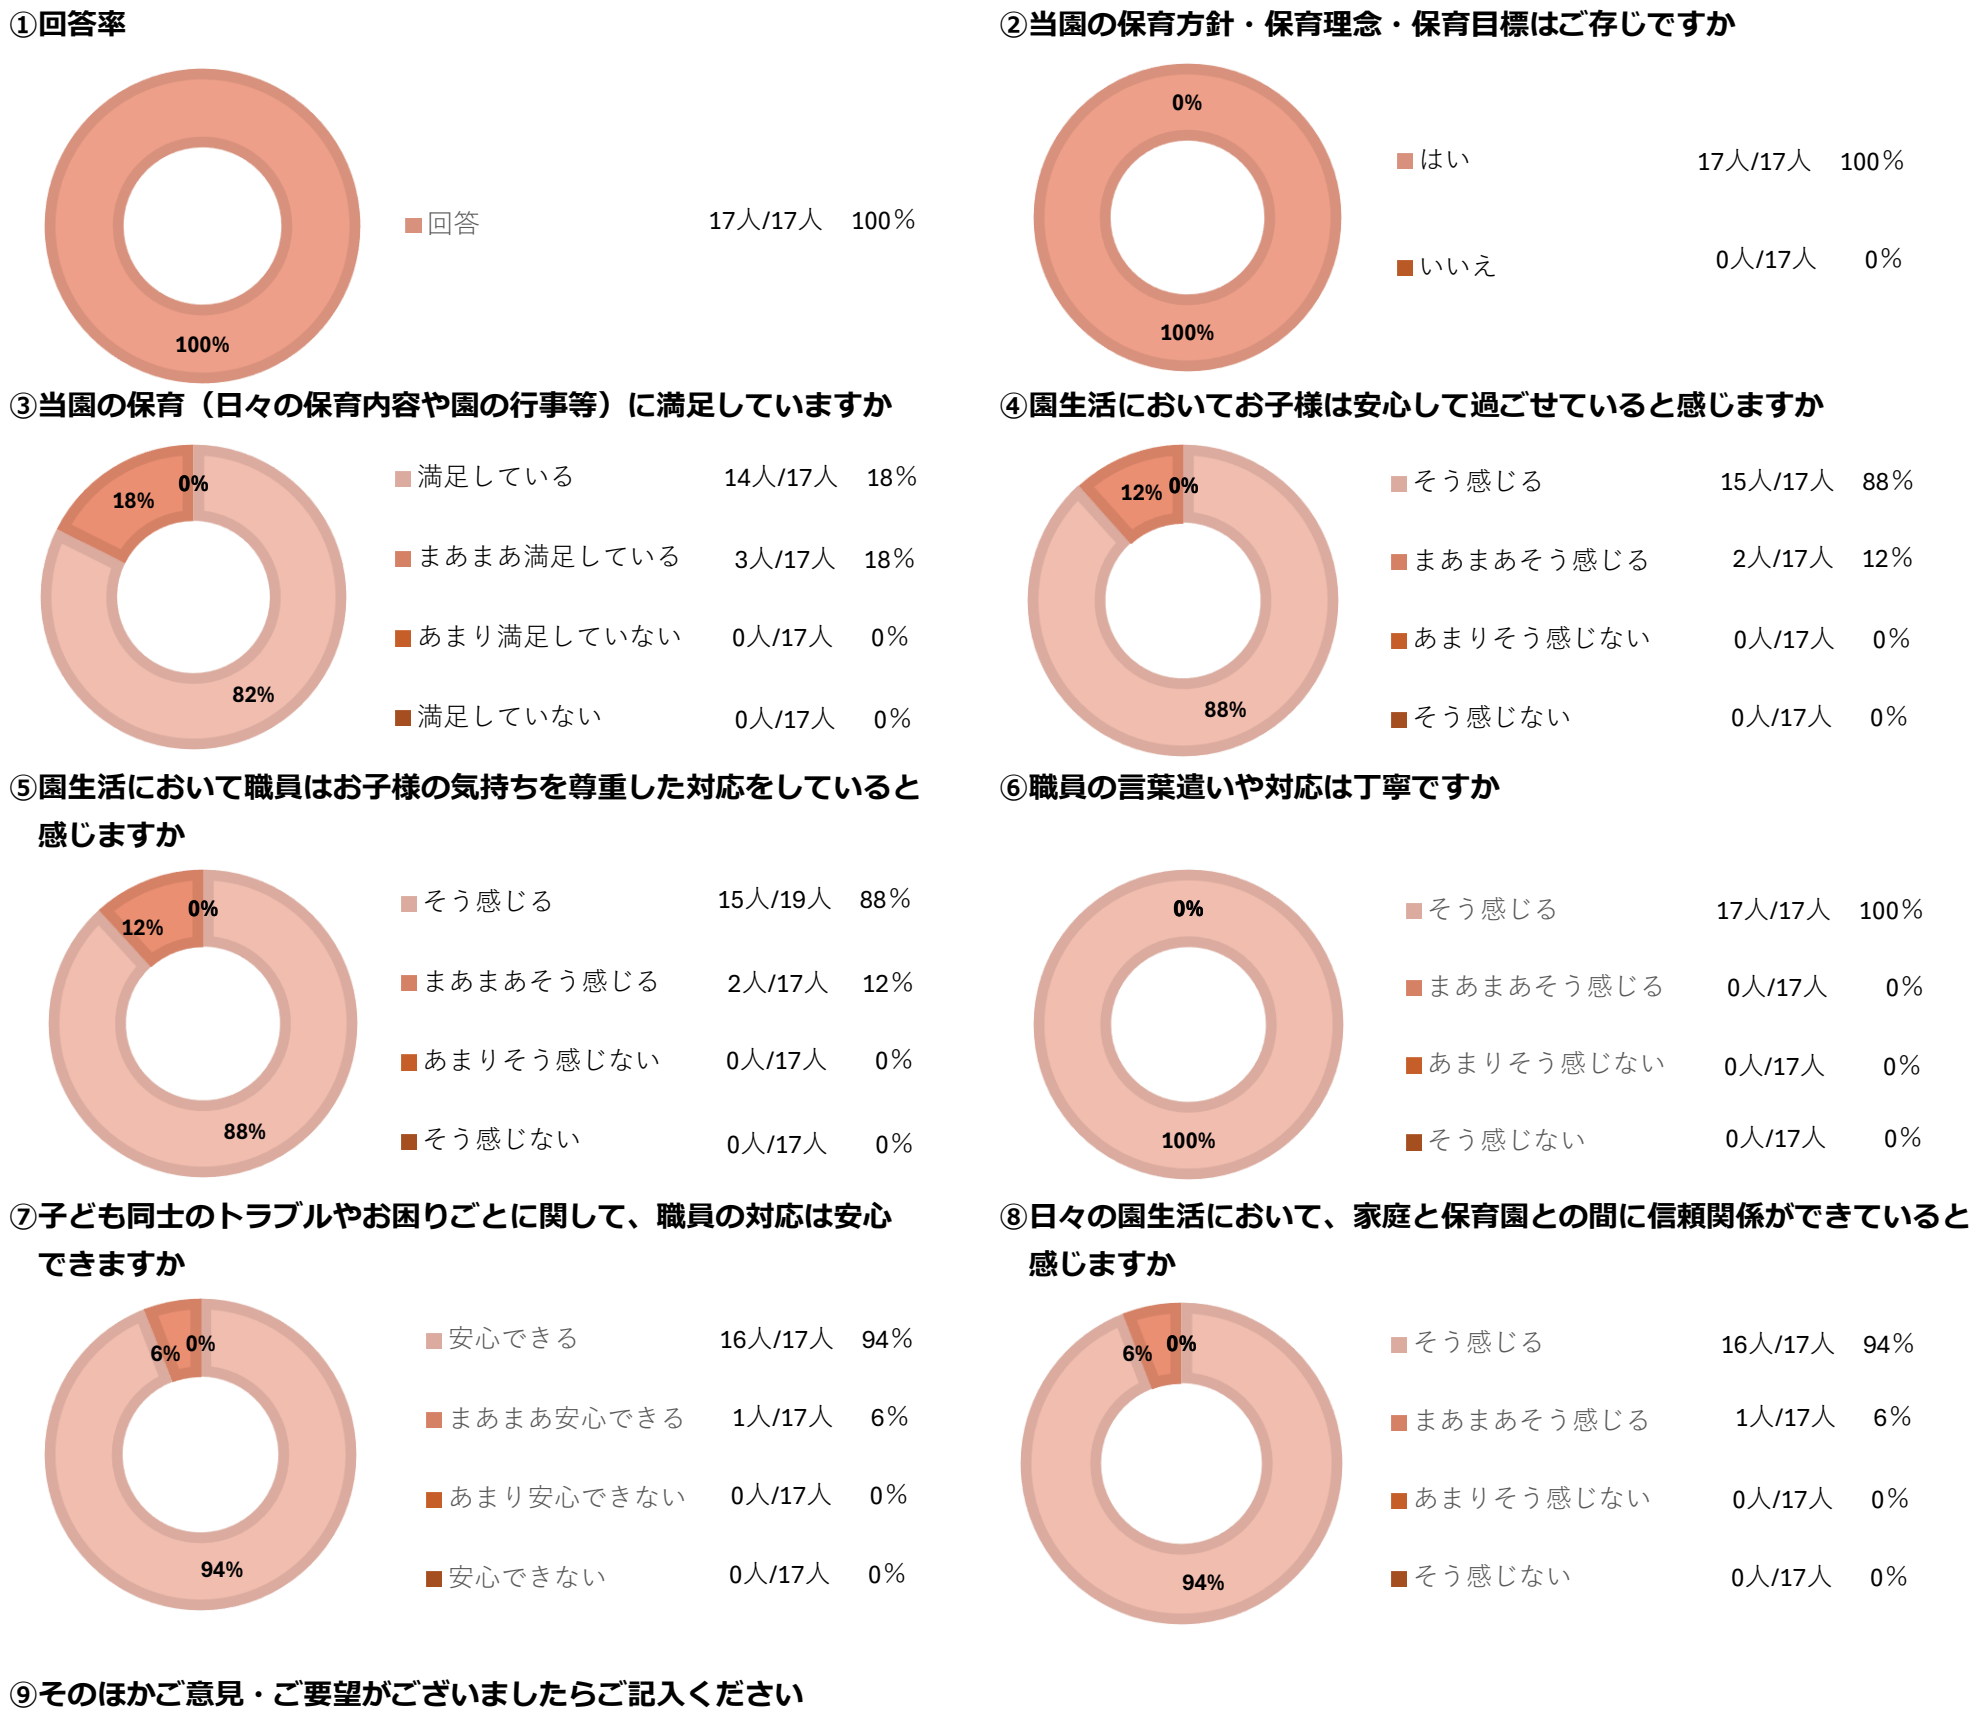 ①回答率
100%
回答 17人/17人 100％
②当園の保育方針・保育理念・保育目標はご存じですか
0%
100%
はい 17人/17人 100％
いいえ 0人/17人 0％
③当園の保育（日々の保育内容や園の行事等）に満足していますか
18% 0%
82%
満足している 14人/17人 18％
まあまあ満足している 3人/17人 18％
あまり満足していない 0人/17人 0％
満足していない 0人/17人 0％
④園生活においてお子様は安心して過ごせていると感じますか
12% 0%
88%
そう感じる 15人/17人 88％
まあまあそう感じる 2人/17人 12％
あまりそう感じない 0人/17人 0％
そう感じない 0人/17人 0％
⑤園生活において職員はお子様の気持ちを尊重した対応をしていると
感じますか
12% 0%
88%
そう感じる 15人/19人 88％
まあまあそう感じる 2人/17人 12％
あまりそう感じない 0人/17人 0％
そう感じない 0人/17人 0％
⑥職員の言葉遣いや対応は丁寧ですか
0%
100%
そう感じる 17人/17人 100％
まあまあそう感じる 0人/17人 0％
あまりそう感じない 0人/17人 0％
そう感じない 0人/17人 0％
⑦子ども同士のトラブルやお困りごとに関して、職員の対応は安心
できますか
6% 0%
94%
安心できる 16人/17人 94％
まあまあ安心できる 1人/17人 6％
あまり安心できない 0人/17人 0％
安心できない 0人/17人 0％
⑧日々の園生活において、家庭と保育園との間に信頼関係ができていると
感じますか
6% 0%
94%
そう感じる 16人/17人 94％
まあまあそう感じる 1人/17人 6％
あまりそう感じない 0人/17人 0％
そう感じない 0人/17人 0％
⑨そのほかご意見・ご要望がございましたらご記入ください